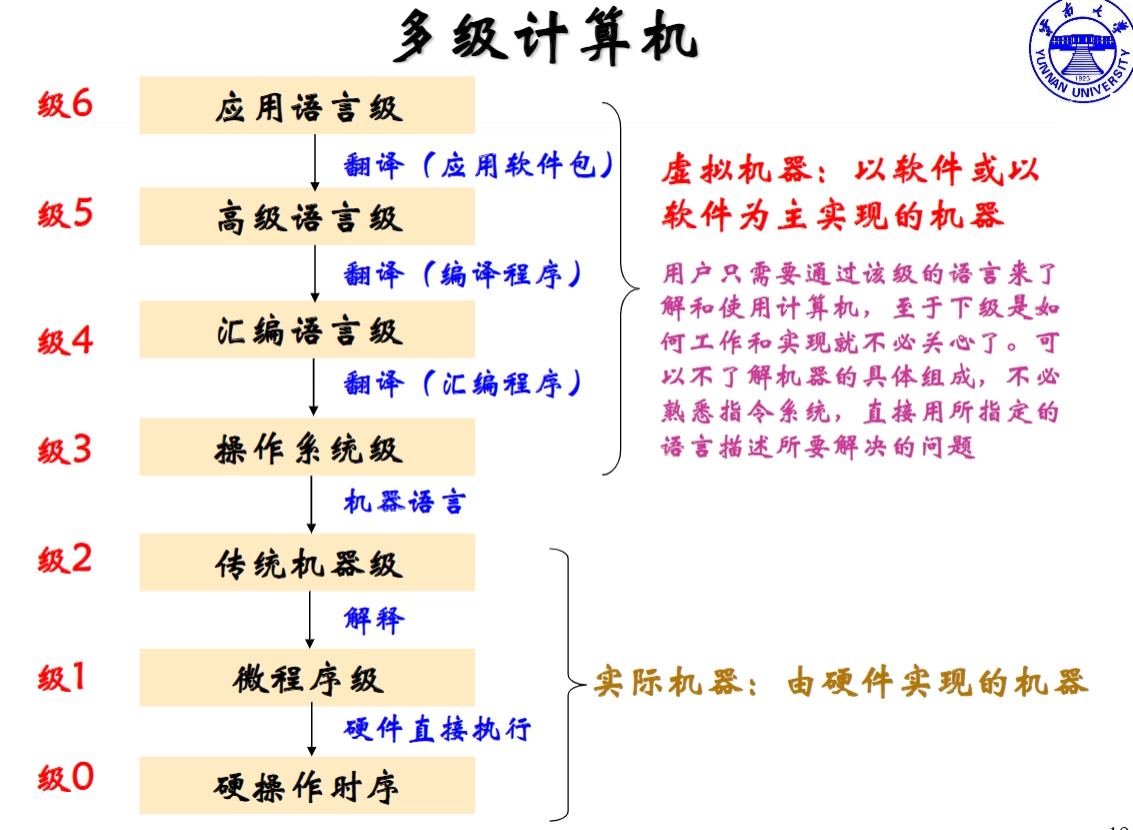 多级计算机
雲南大学
YUNNAN UNIVERSITY
1923
级6
应用语言级
翻译（应用软件包）
级5
高级语言级
翻译（编译程序）
级4
汇编语言级
翻译（汇编程序）
级3
操作系统级
机器语言
级2
传统机器级
解释
级1
微程序级
硬件直接执行
级0
硬操作时序
虚拟机器：以软件或以
软件为主实现的机器
用户只需要通过该级的语言来了
解和使用计算机，至于下级是如
何工作和实现就不必关心了。可
以不了解机器的具体组成，不必
熟悉指令系统，直接用所指定的
语言描述所要解决的问题
实际机器：由硬件实现的机器